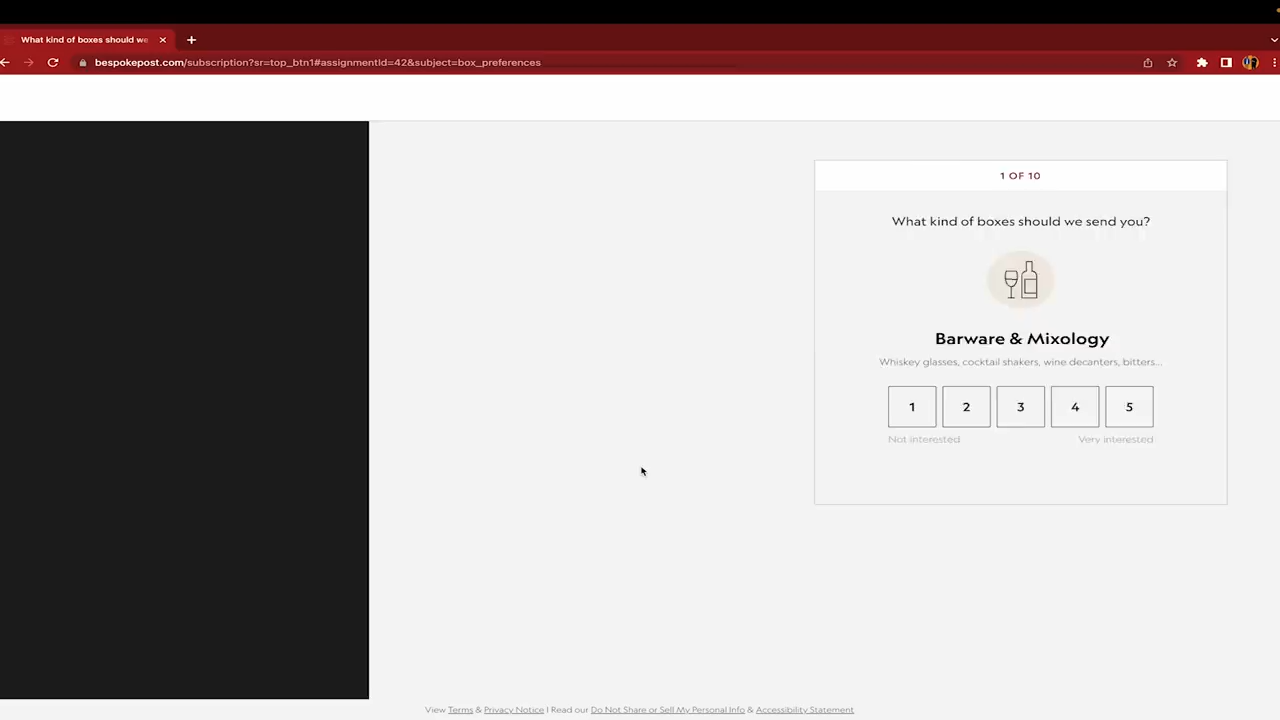 What kind of boxes should we
bespokepost.com/subscription?sr=top_btn1#assignmentId=42&subject=box_preferences
1 OF 10
What kind of boxes should we send you?
Barware & Mixology
Whiskey glasses, cocktail shakers, wine decanters, bitters...
1 2 3 4 5
Not interested Very interested
View Terms & Privacy Notice | Read our Do Not Share or Sell My Personal Info & Accessibility Statement